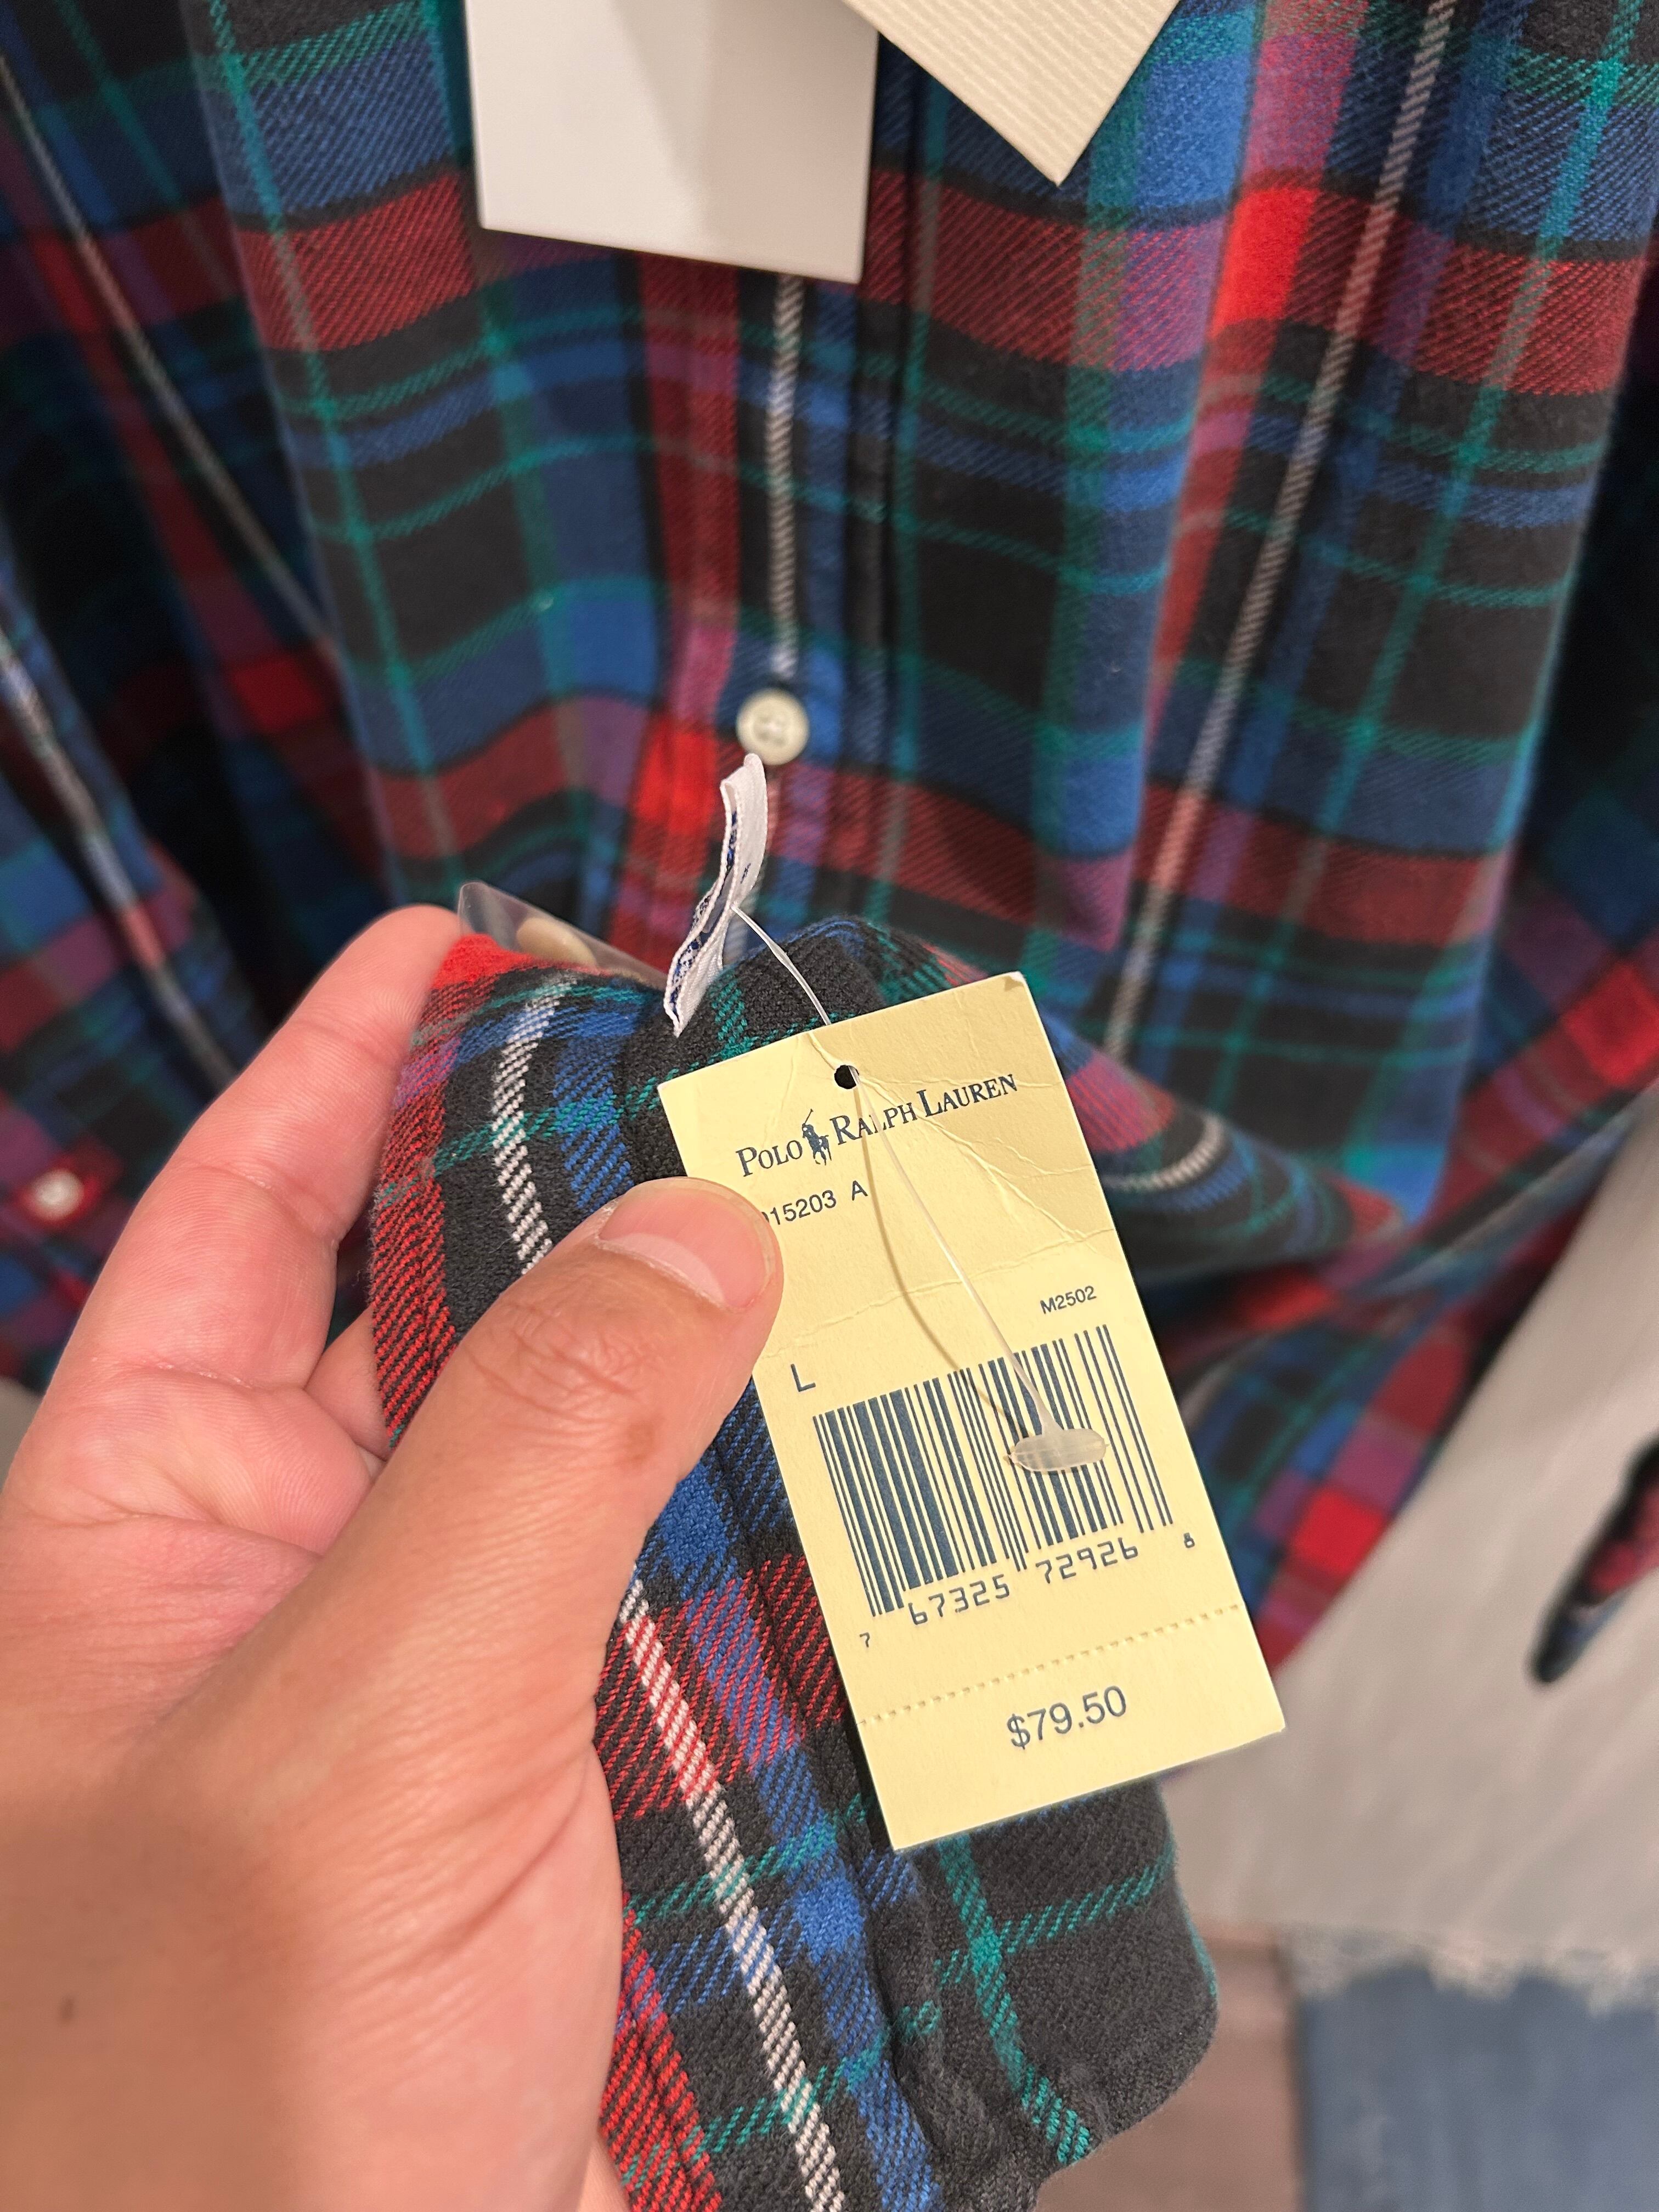 POLO RALPH LAUREN
15203 A
M2502
L
7 67325 72926 8
$79.50